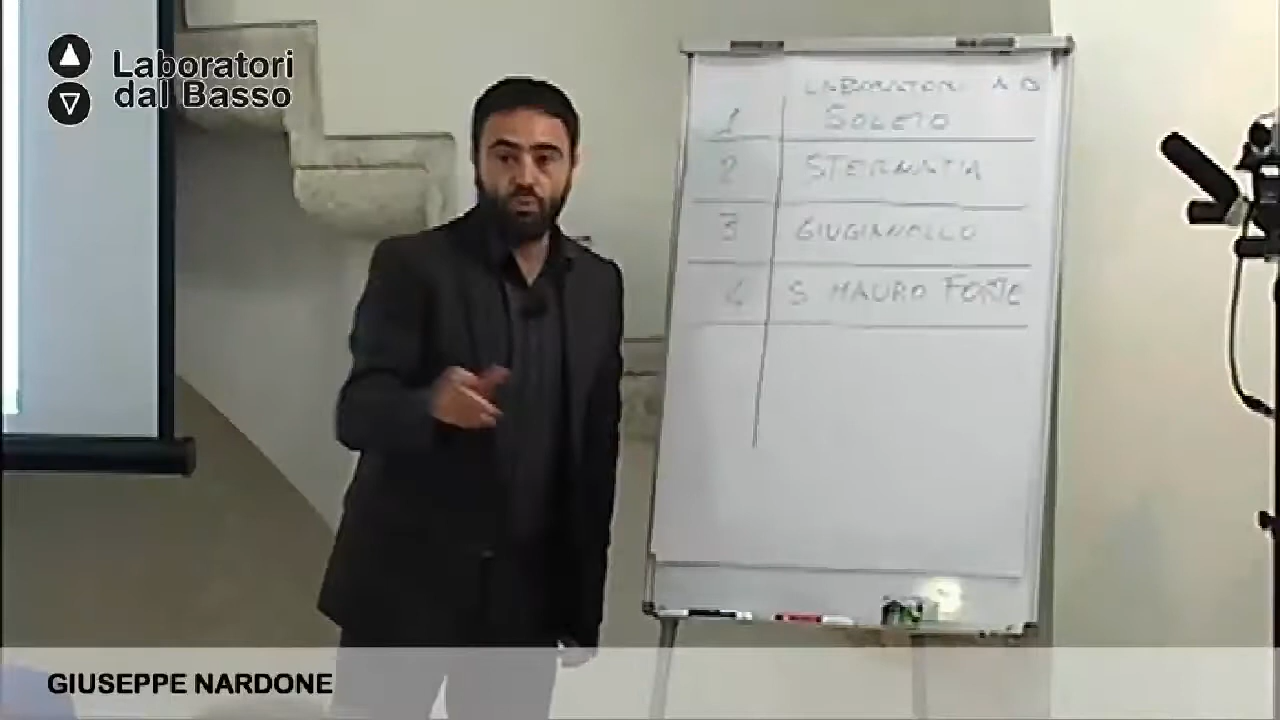 Laboratori
dal Basso
LABORATORI
1 SOLETO
2 STERNATIA
3 GIUGIANELLO
4 S MAURO FORTE
GIUSEPPE NARDONE